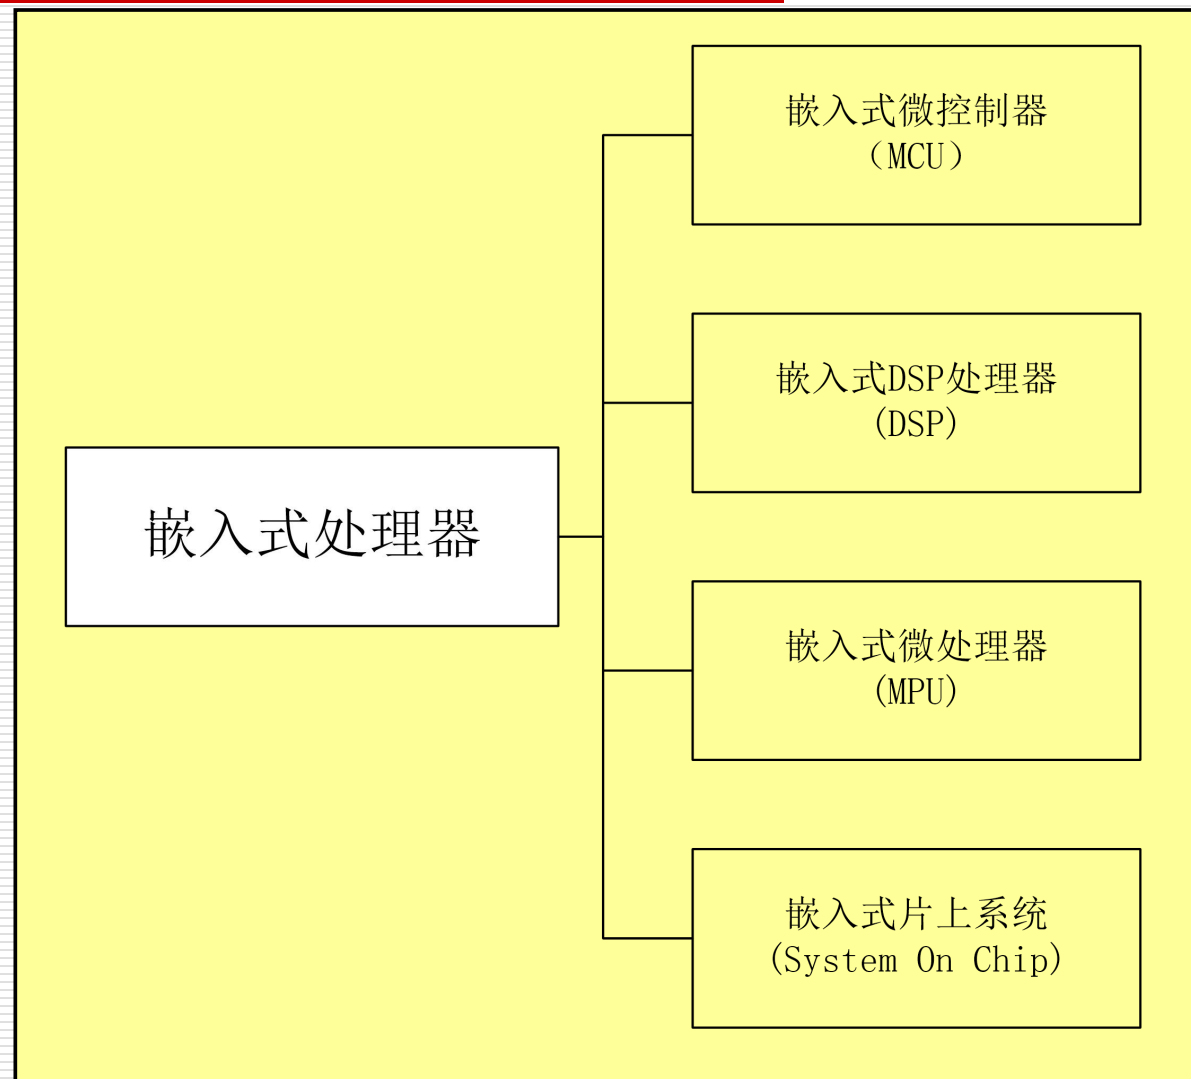 嵌入式微控制器
（MCU）
嵌入式DSP处理器
(DSP)
嵌入式处理器
嵌入式微处理器
(MPU)
嵌入式片上系统
(System On Chip)